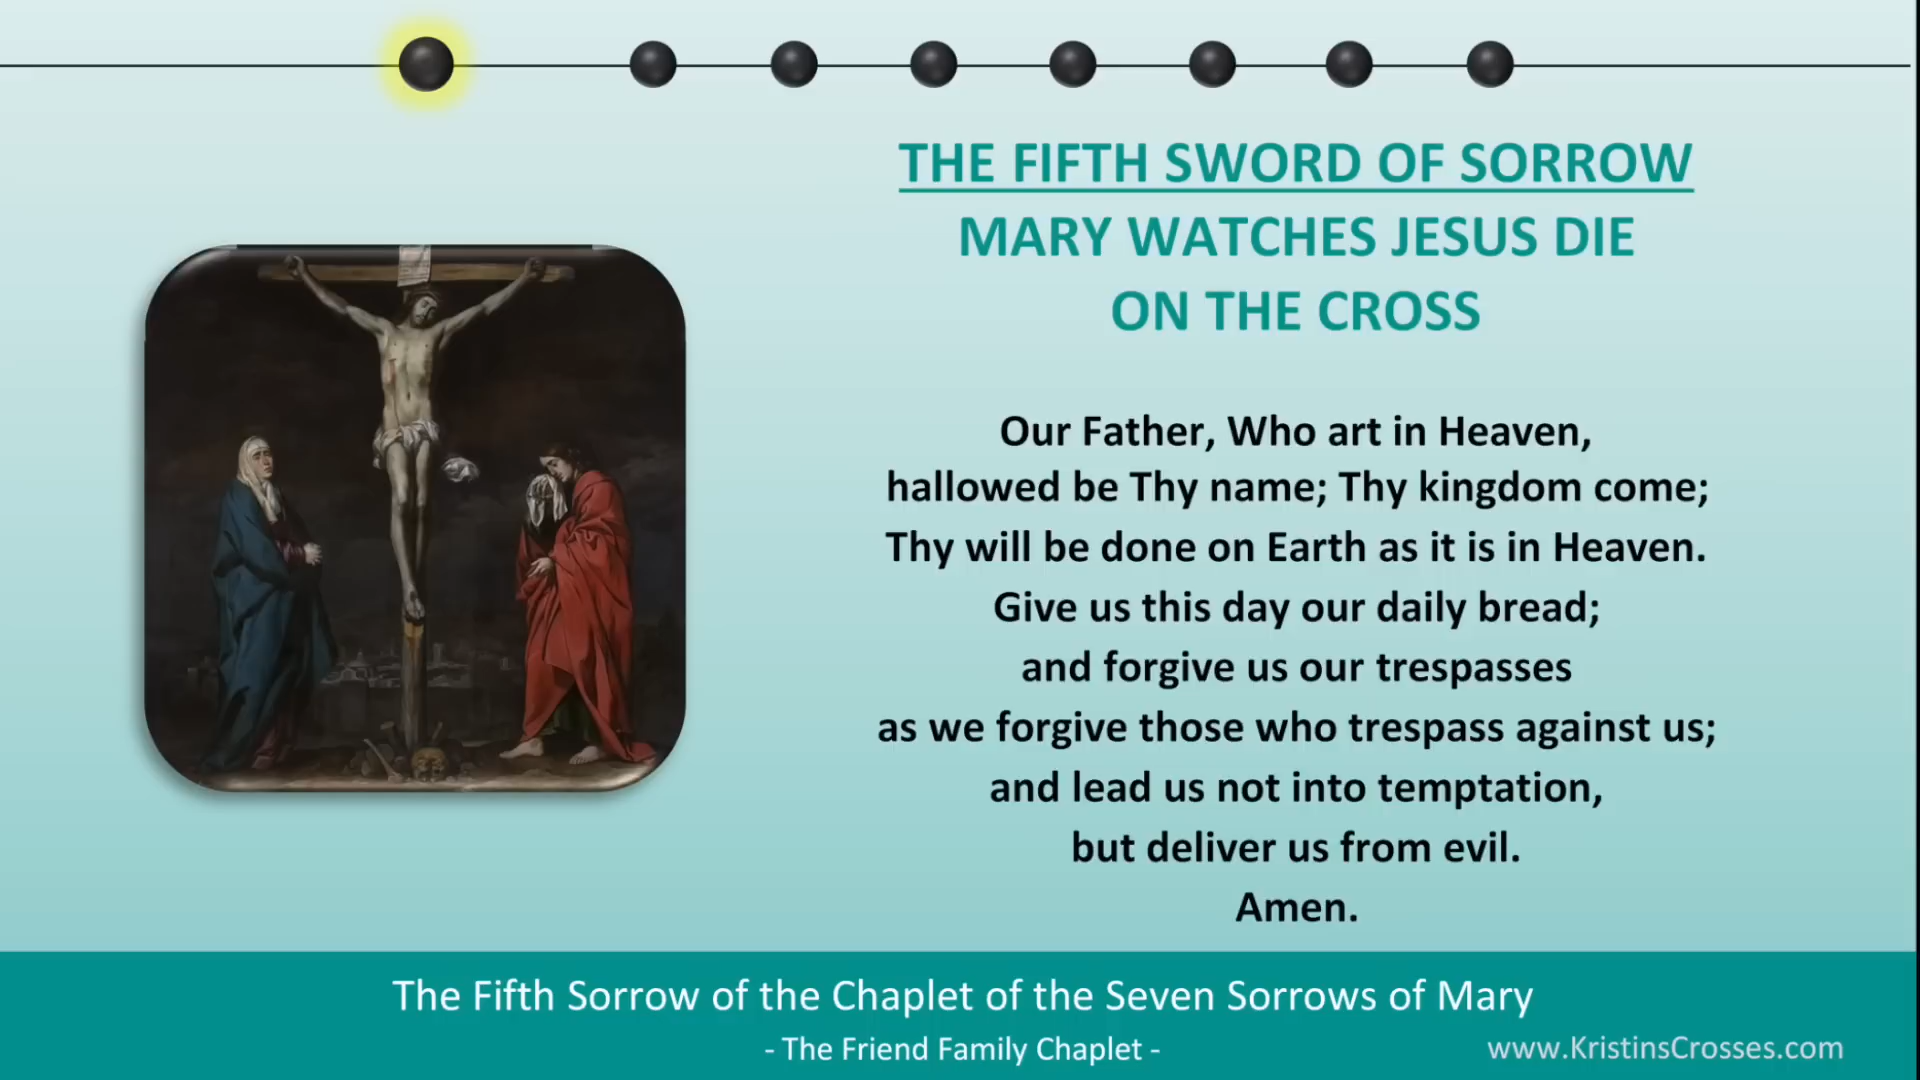 THE FIFTH SWORD OF SORROW
MARY WATCHES JESUS DIE
ON THE CROSS
Our Father, Who art in Heaven,
hallowed be Thy name; Thy kingdom come;
Thy will be done on Earth as it is in Heaven.
Give us this day our daily bread;
and forgive us our trespasses
as we forgive those who trespass against us;
and lead us not into temptation,
but deliver us from evil.
Amen.
The Fifth Sorrow of the Chaplet of the Seven Sorrows of Mary
- The Friend Family Chaplet -
www.KristinsCrosses.com